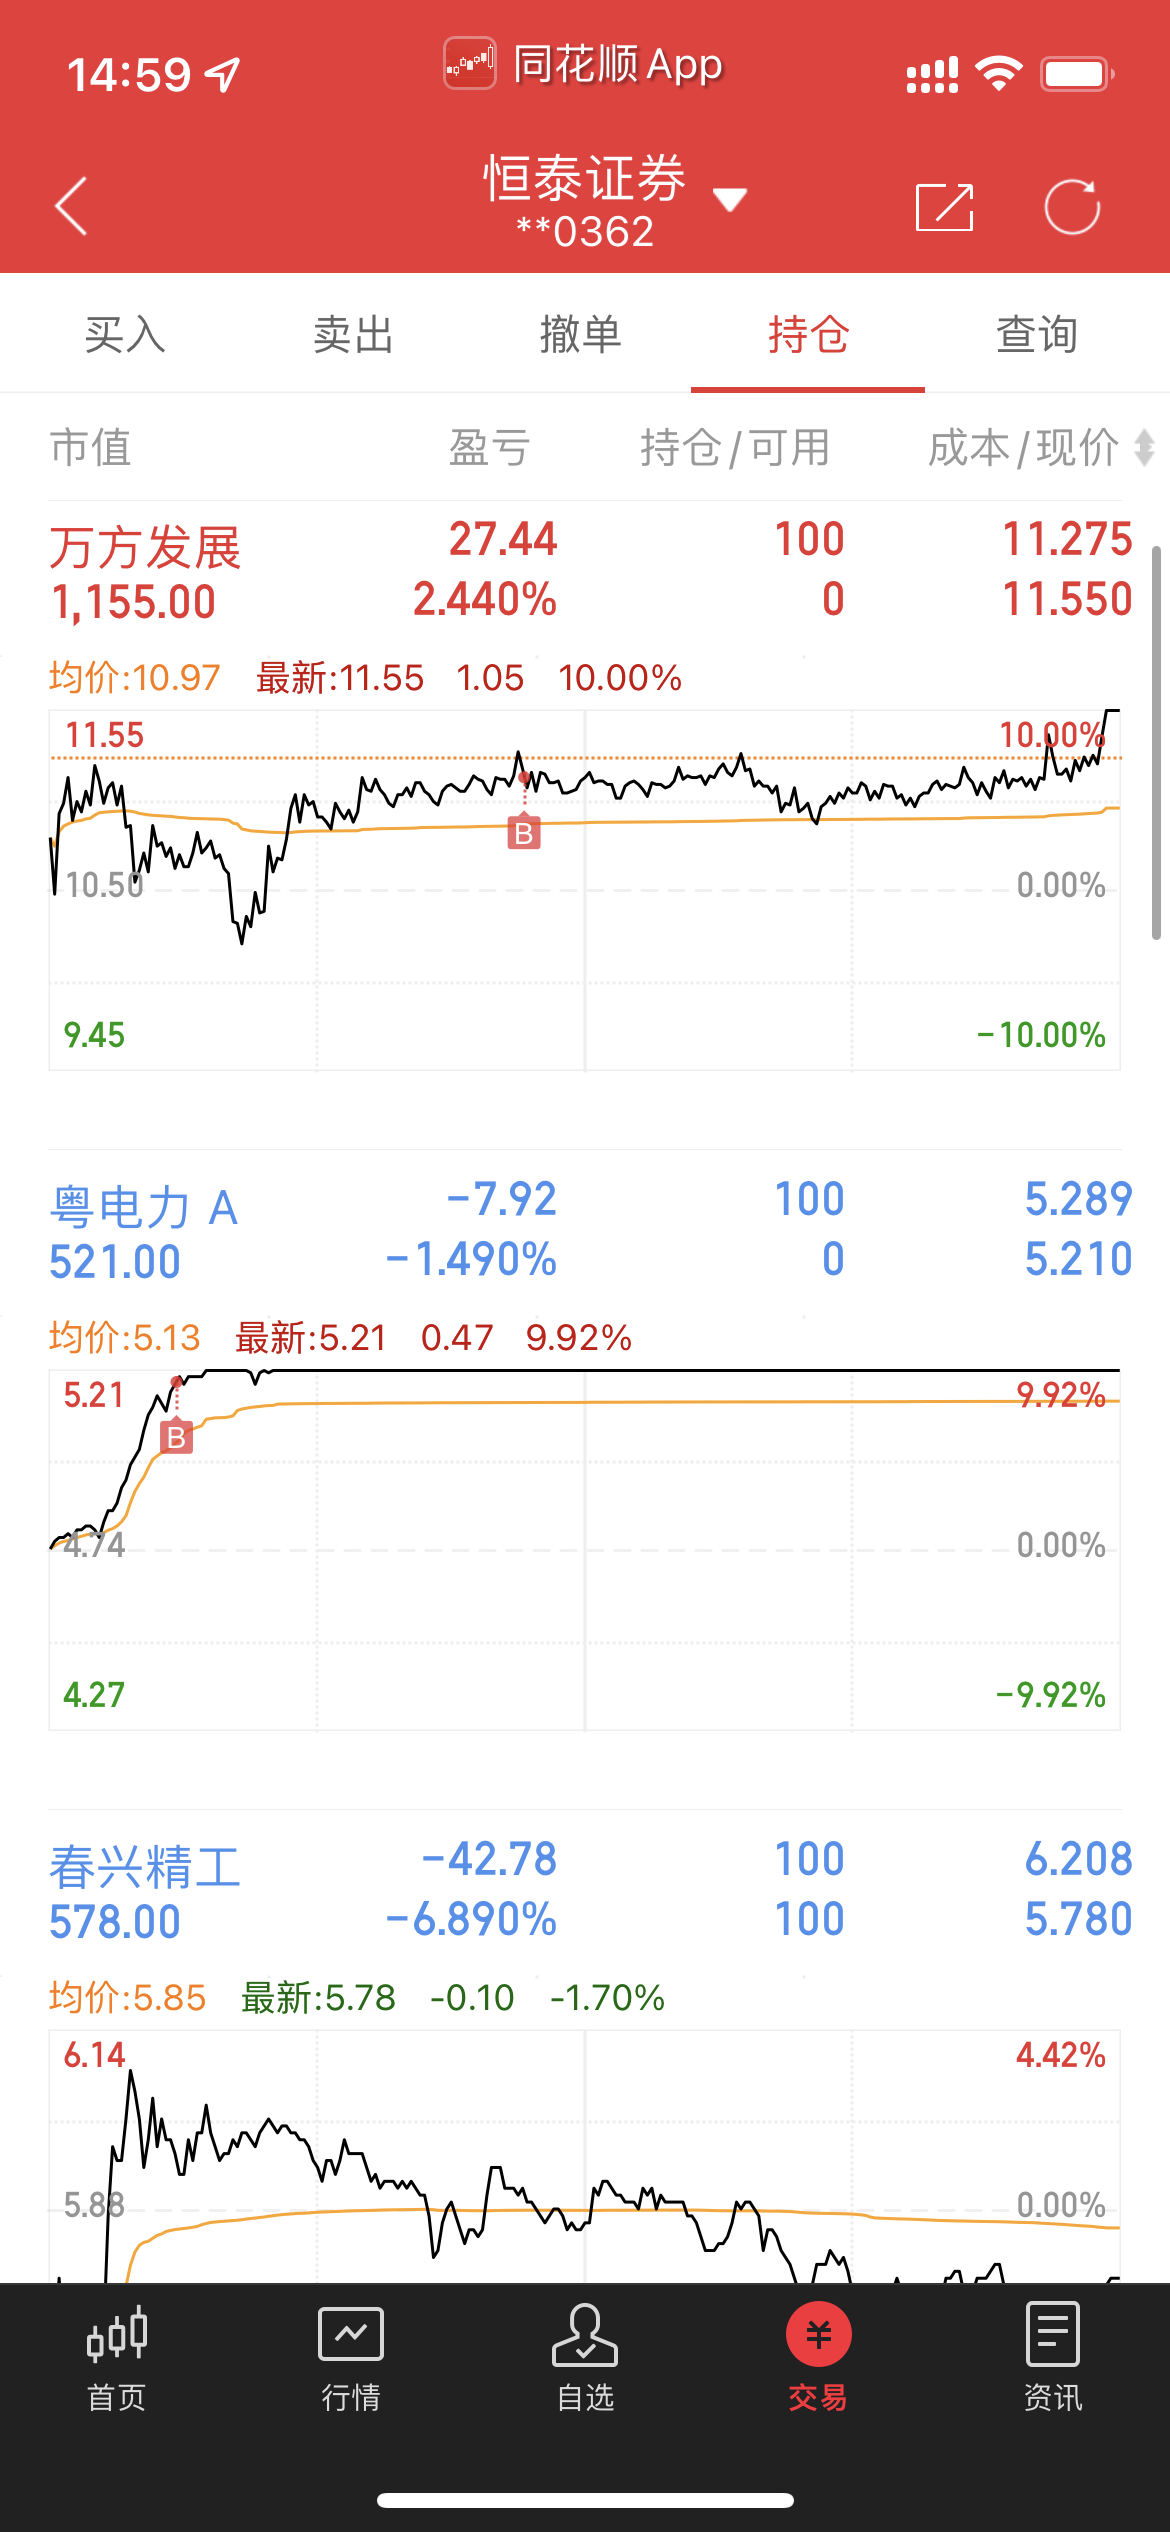 14:59
同花顺 App
恒泰证券
**0362
买入 卖出 撤单 持仓 查询
市值 盈亏 持仓/可用 成本/现价
万方发展 27.44 100 11.275
1,155.00 2.440% 0 11.550
均价:10.97 最新:11.55 1.05 10.00%
11.55 10.00%
B
10.50 0.00%
9.45 -10.00%
粤电力 A -7.92 100 5.289
521.00 -1.490% 0 5.210
均价:5.13 最新:5.21 0.47 9.92%
5.21 9.92%
B
4.74 0.00%
4.27 -9.92%
春兴精工 -42.78 100 6.208
578.00 -6.890% 100 5.780
均价:5.85 最新:5.78 -0.10 -1.70%
6.14 4.42%
5.88 0.00%
首页 行情 自选 交易 资讯